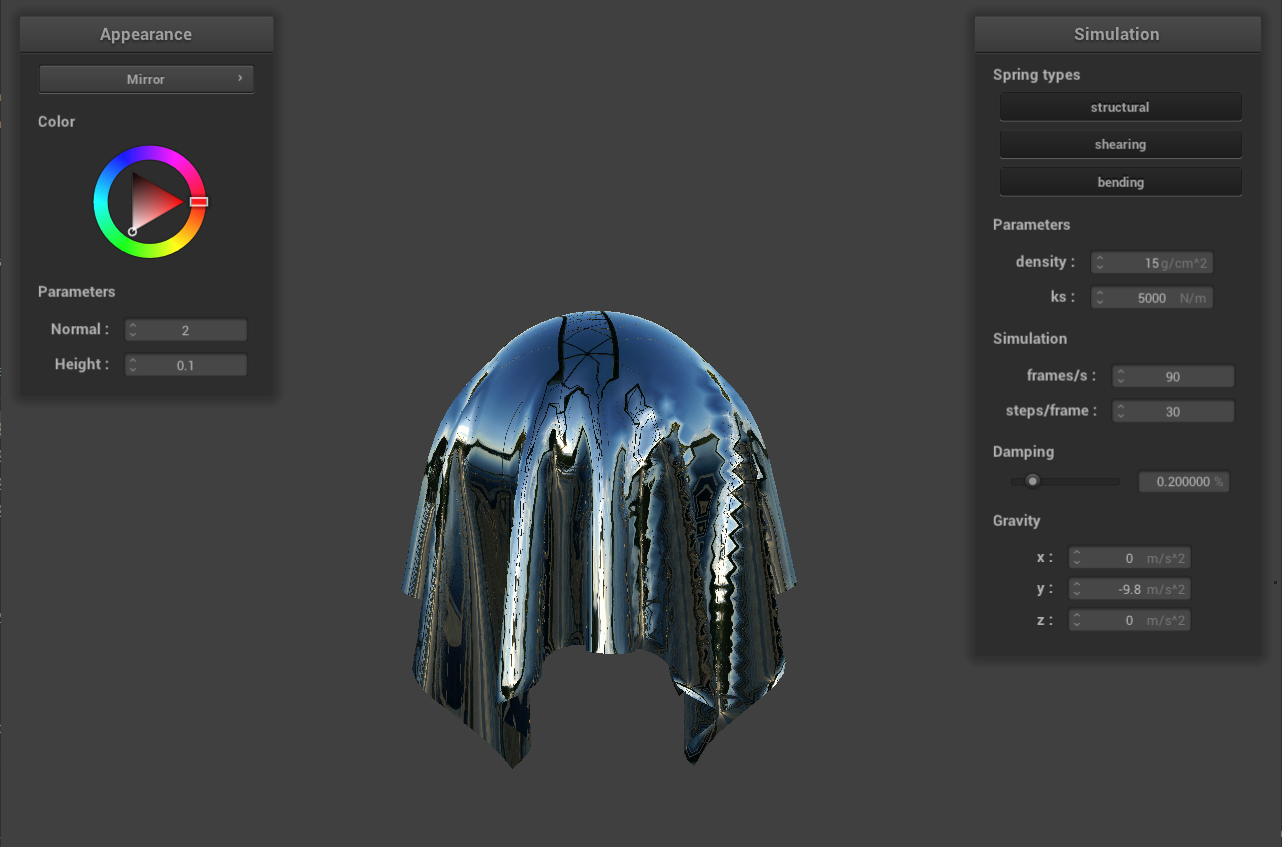 Appearance
Mirror
Color
Parameters
Normal : 2
Height : 0.1
Simulation
Spring types
structural
shearing
bending
Parameters
density : 15 g/cm^2
ks : 5000 N/m
Simulation
frames/s : 90
steps/frame : 30
Damping
0.200000 %
Gravity
x : 0 m/s^2
y : -9.8 m/s^2
z : 0 m/s^2